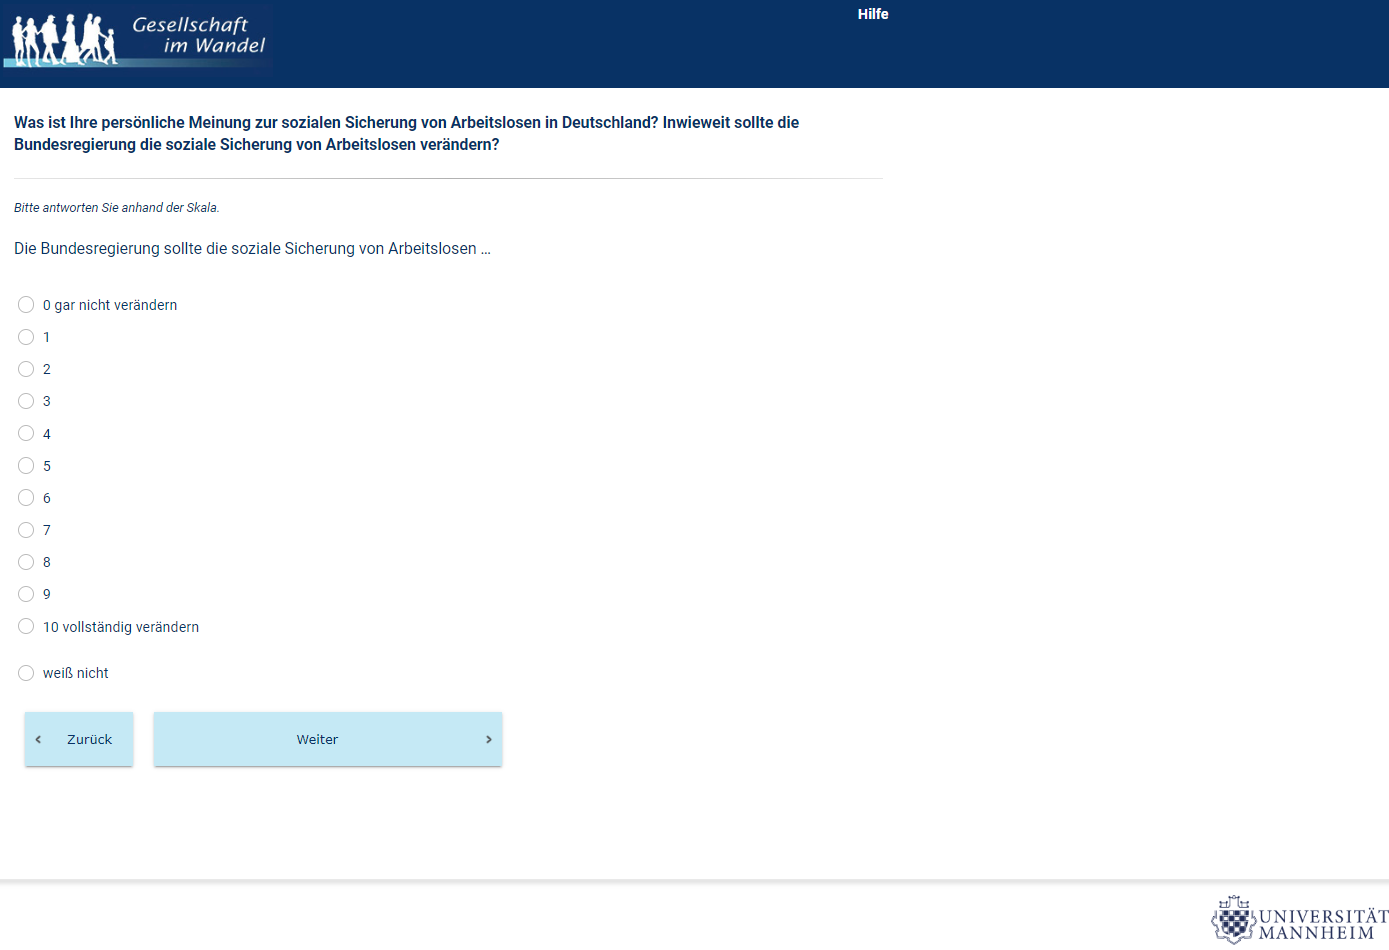 Gesellschaft
im Wandel
Hilfe
Was ist Ihre persönliche Meinung zur sozialen Sicherung von Arbeitslosen in Deutschland? Inwieweit sollte die
Bundesregierung die soziale Sicherung von Arbeitslosen verändern?
Bitte antworten Sie anhand der Skala.
Die Bundesregierung sollte die soziale Sicherung von Arbeitslosen ...
0 gar nicht verändern
1
2
3
4
5
6
7
8
9
10 vollständig verändern
weiß nicht
‹ Zurück
Weiter ›
UNIVERSITÄT
MANNHEIM